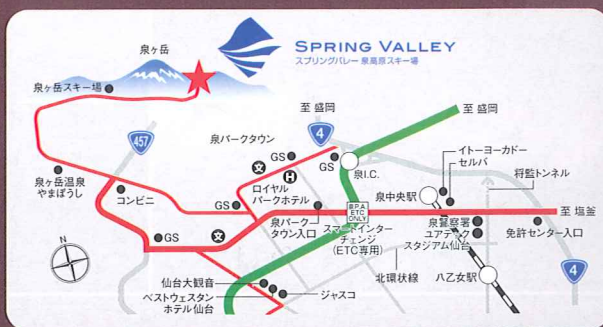 SPRING VALLEY
スプリングバレー 泉高原スキー場
泉ヶ岳
泉ヶ岳スキー場
457
泉パークタウン
至 盛岡
4
至 盛岡
GS
GS
泉I.C.
イトーヨーカドー
セルバ
将監トンネル
文
H
ロイヤル
パークホテル
泉中央駅
泉ヶ岳温泉
やまぼうし
コンビニ
GS
泉パーク
タウン入口
泉P.A.
ETC
ONLY
至 塩釜
スマートインター
チェンジ
(ETC専用)
泉警察署
ユアテック
スタジアム仙台
免許センター入口
GS
文
N
北環状線
八乙女駅
4
仙台大観音
ベストウェスタン
ホテル仙台
ジャスコ